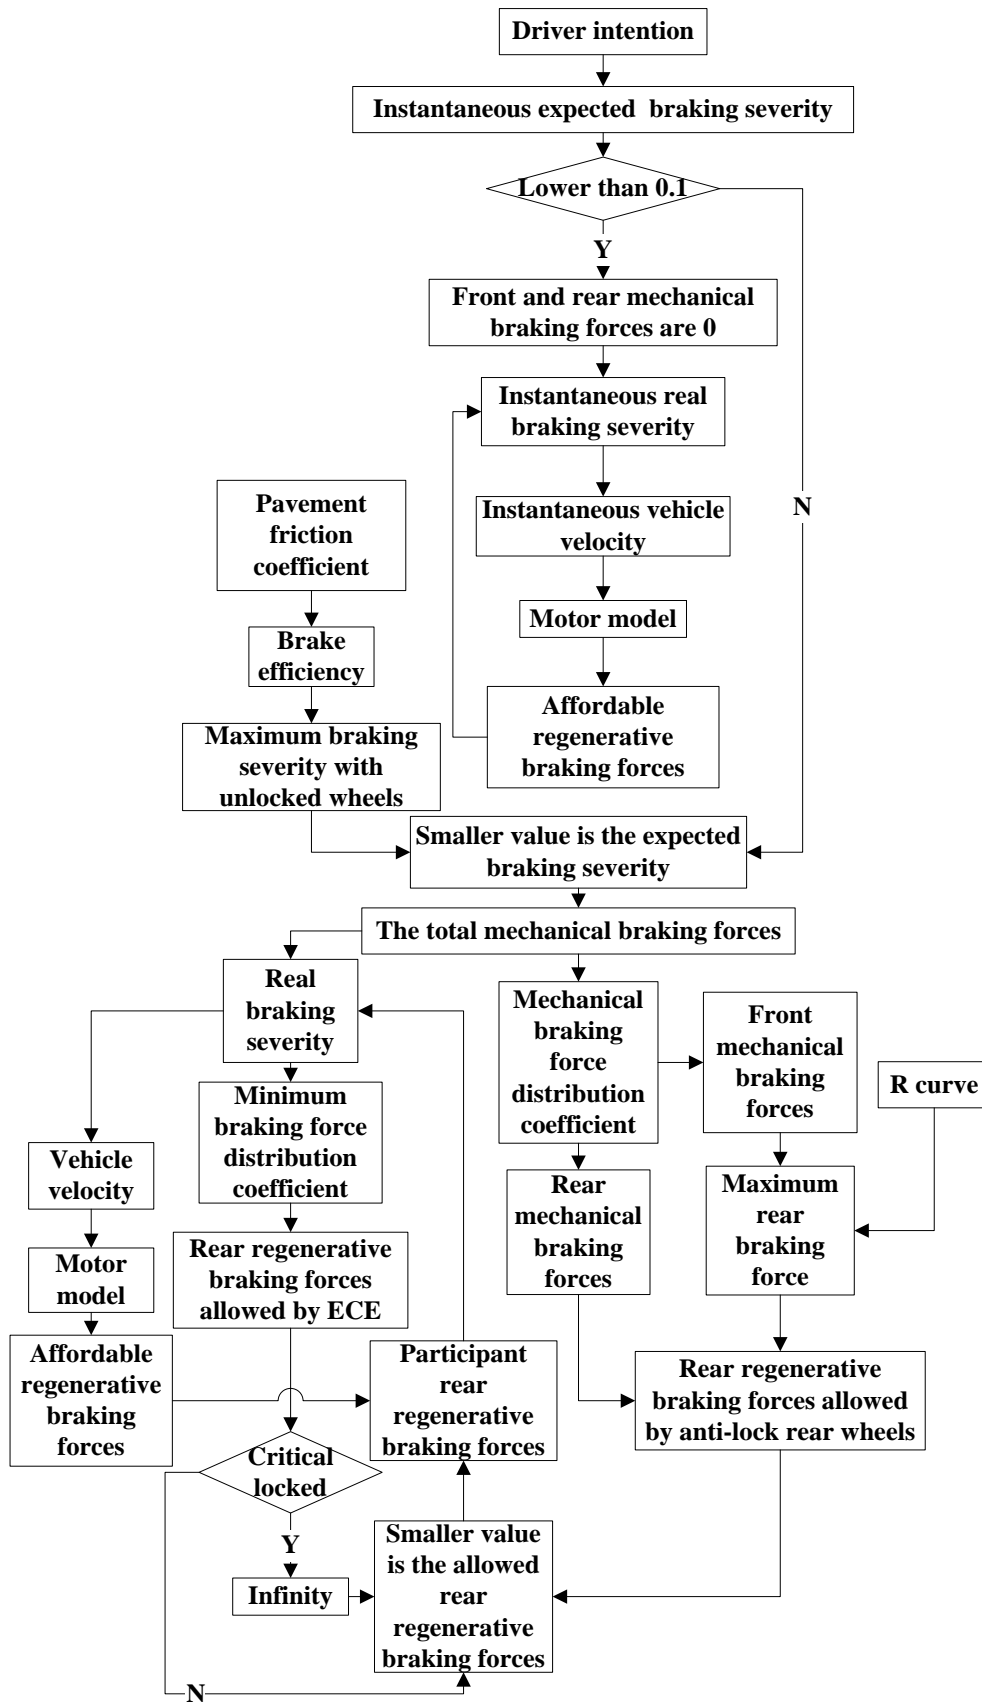 Driver intention
Instantaneous expected braking severity
Lower than 0.1
Y
Front and rear mechanical
braking forces are 0
Instantaneous real
braking severity
Pavement
friction
coefficient
Instantaneous vehicle
velocity
N
Motor model
Brake
efficiency
Affordable
regenerative
braking forces
Maximum braking
severity with
unlocked wheels
Smaller value is the expected
braking severity
The total mechanical braking forces
Real
braking
severity
Mechanical
braking
force
distribution
coefficient
Front
mechanical
braking
forces
R curve
Minimum
braking force
distribution
coefficient
Vehicle
velocity
Rear
mechanical
braking
forces
Maximum
rear
braking
force
Motor
model
Rear regenerative
braking forces
allowed by ECE
Affordable
regenerative
braking
forces
Participant
rear
regenerative
braking forces
Rear regenerative
braking forces allowed
by anti-lock rear wheels
Critical
locked
Y
Infinity
Smaller value
is the allowed
rear
regenerative
braking forces
N